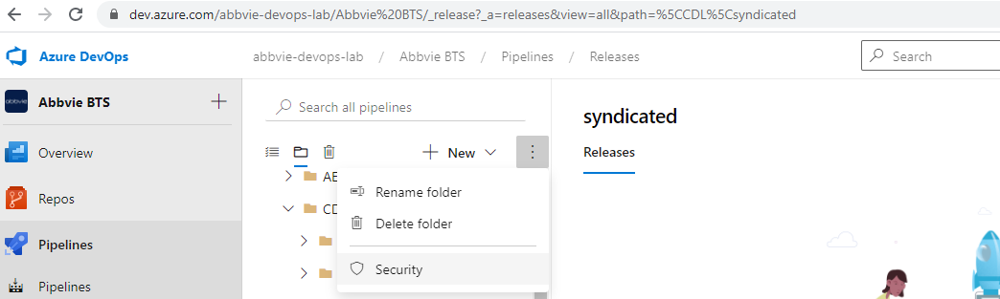 dev.azure.com/abbvie-devops-lab/Abbvie%20BTS/_release?_a=releases&view=all&path=%5CCDL%5Csyndicated
Azure DevOps abbvie-devops-lab / Abbvie BTS / Pipelines / Releases Search
abbvie Abbvie BTS
Search all pipelines
syndicated
Overview
New
Releases
AB
Rename folder
Repos
CD
Delete folder
Pipelines
Security
Pipelines